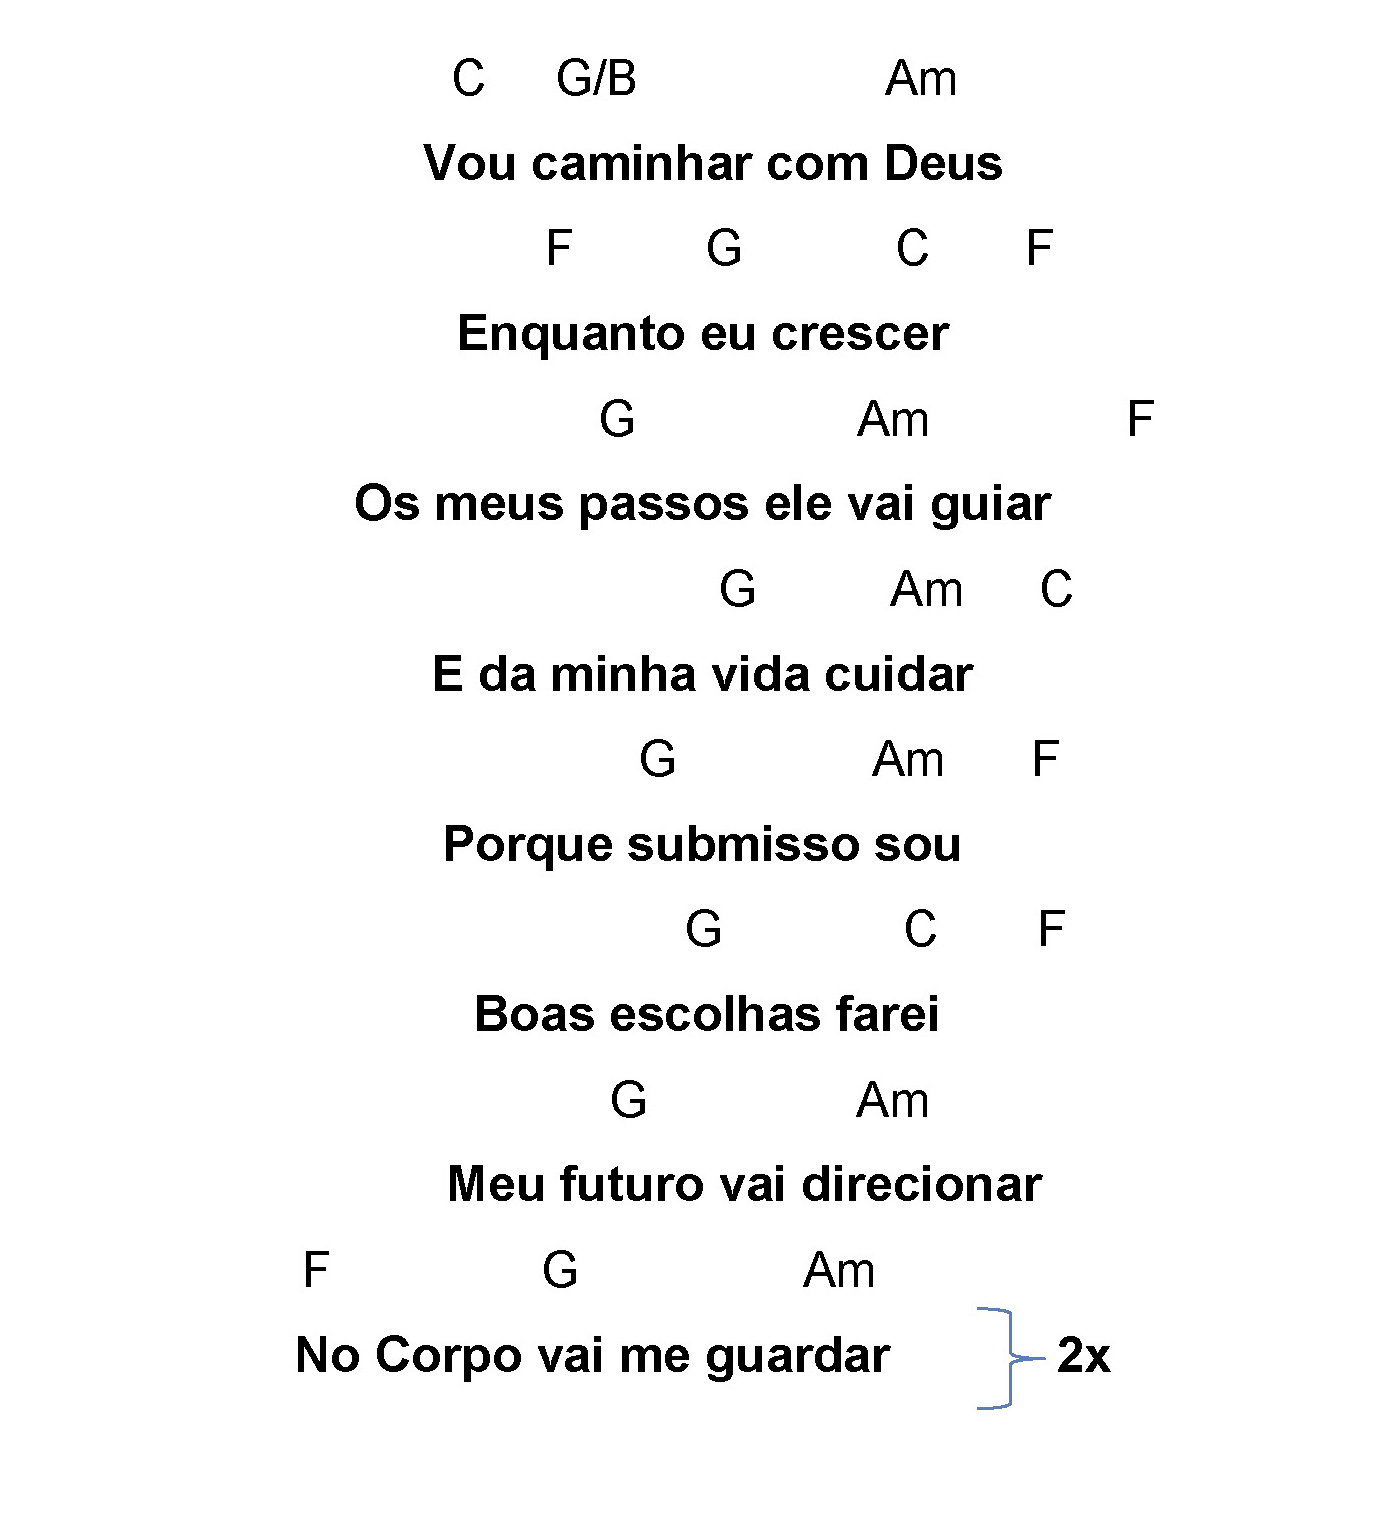 C G/B Am
Vou caminhar com Deus
F G C F
Enquanto eu crescer
G Am F
Os meus passos ele vai guiar
G Am C
E da minha vida cuidar
G Am F
Porque submisso sou
G C F
Boas escolhas farei
G Am
Meu futuro vai direcionar
F G Am
No Corpo vai me guardar 2x